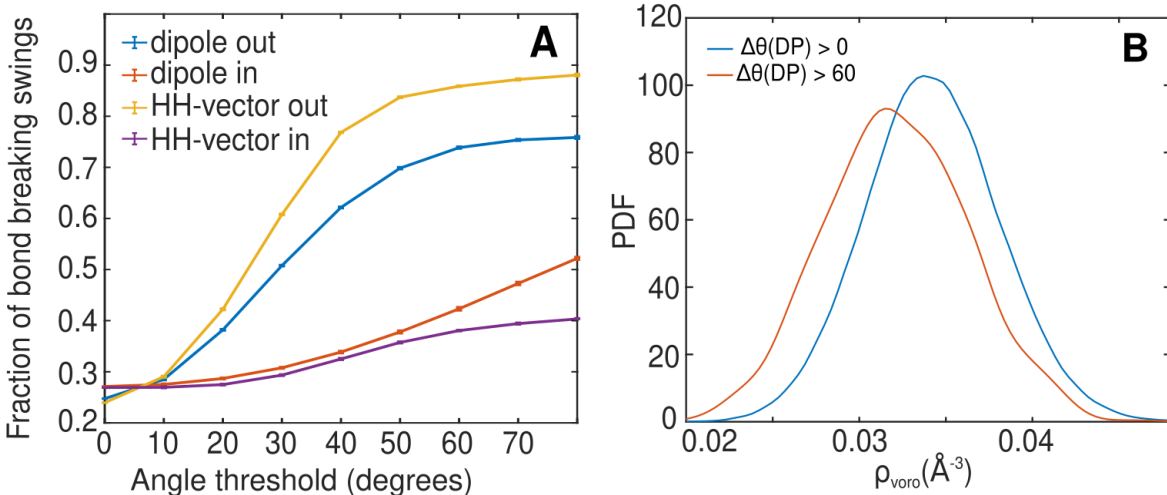 A
dipole out
dipole in
HH-vector out
HH-vector in
Fraction of bond breaking swings
0.9
0.8
0.7
0.6
0.5
0.4
0.3
0.2
0 10 20 30 40 50 60 70
Angle threshold (degrees)
B
Δθ(DP) > 0
Δθ(DP) > 60
PDF
120
100
80
60
40
20
0
0.02 0.03 0.04
ρvoro(Å-3)